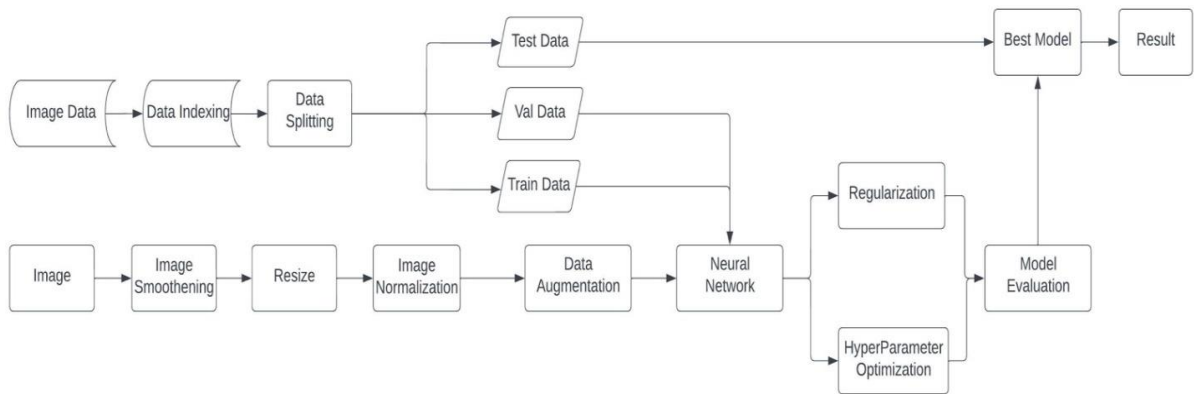 Test Data
Best Model
Result
Image Data
Data Indexing
Data
Splitting
Val Data
Train Data
Regularization
Image
Image
Smoothening
Resize
Image
Normalization
Data
Augmentation
Neural
Network
Model
Evaluation
HyperParameter
Optimization